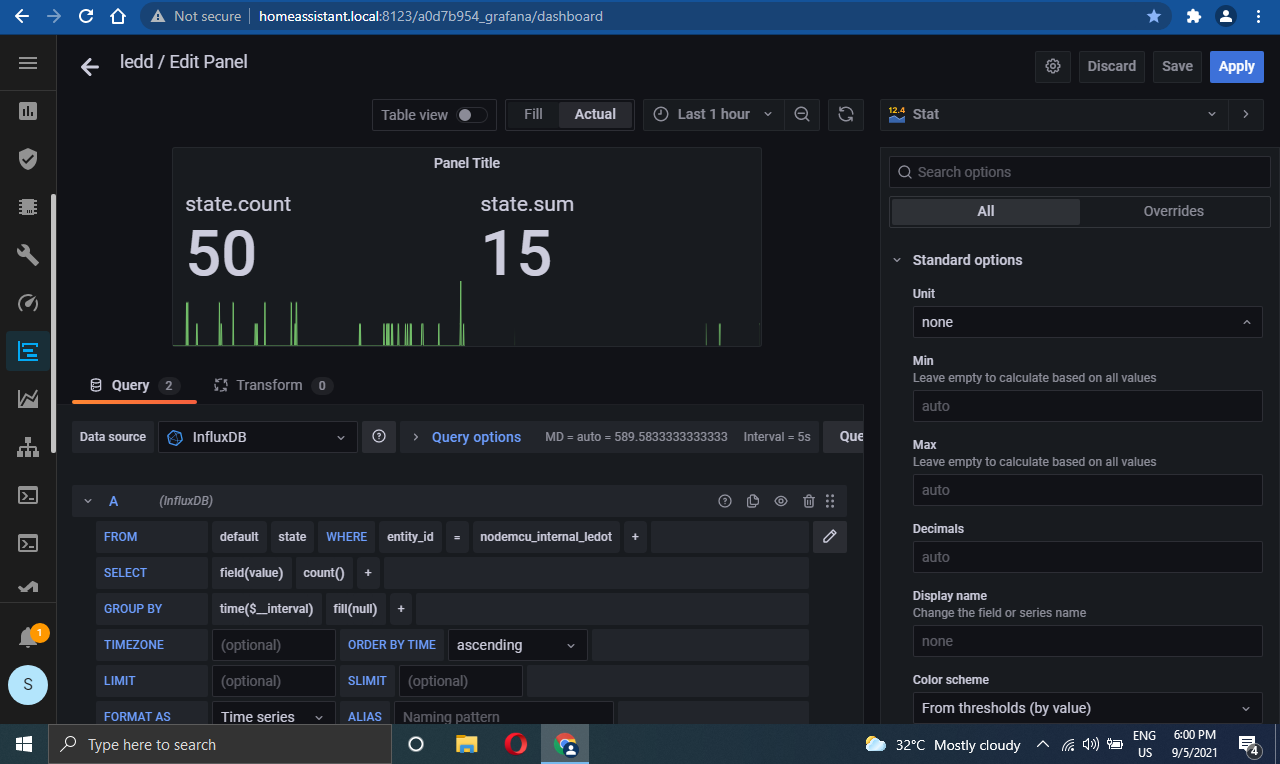 Not secure homeassistant.local:8123/a0d7b954_grafana/dashboard
ledd / Edit Panel
Discard Save Apply
Table view Fill Actual Last 1 hour 12.4 Stat
Panel Title
state.count state.sum
50 15
Search options
All Overrides
Standard options
Unit
none
Min
Leave empty to calculate based on all values
auto
Max
Leave empty to calculate based on all values
auto
Decimals
auto
Display name
Change the field or series name
none
Color scheme
From thresholds (by value)
Query 2 Transform 0
Data source InfluxDB > Query options MD = auto = 589.5833333333333 Interval = 5s Que
A (InfluxDB)
FROM default state WHERE entity_id = nodemcu_internal_ledot +
SELECT field(value) count() +
GROUP BY time($__interval) fill(null) +
TIMEZONE (optional) ORDER BY TIME ascending
LIMIT (optional) SLIMIT (optional)
FORMAT AS Time series ALIAS Naming pattern
1
S
Type here to search
32°C Mostly cloudy
ENG
US
6:00 PM
9/5/2021
4